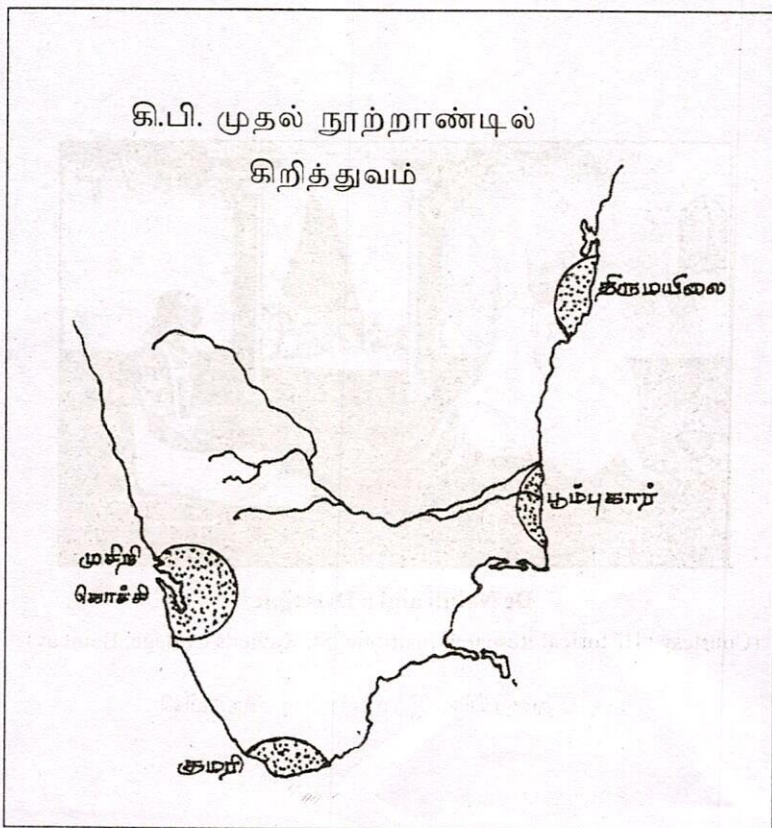 கி.பி. முதல் நூற்றாண்டில்
கிறித்துவம்
திருமயிலை
பூம்புகார்
முசிறி
கொச்சி
குமரி